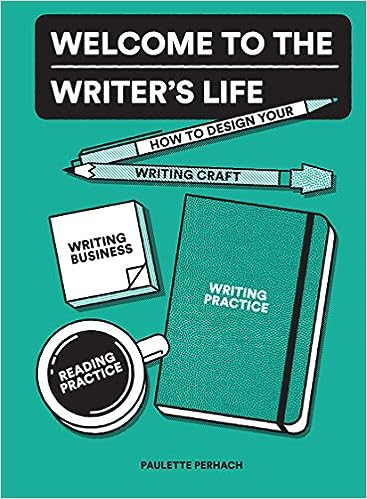 WELCOME TO THE
WRITER'S LIFE
HOW TO DESIGN YOUR
WRITING CRAFT
WRITING
BUSINESS
WRITING
PRACTICE
READING
PRACTICE
PAULETTE PERHACH